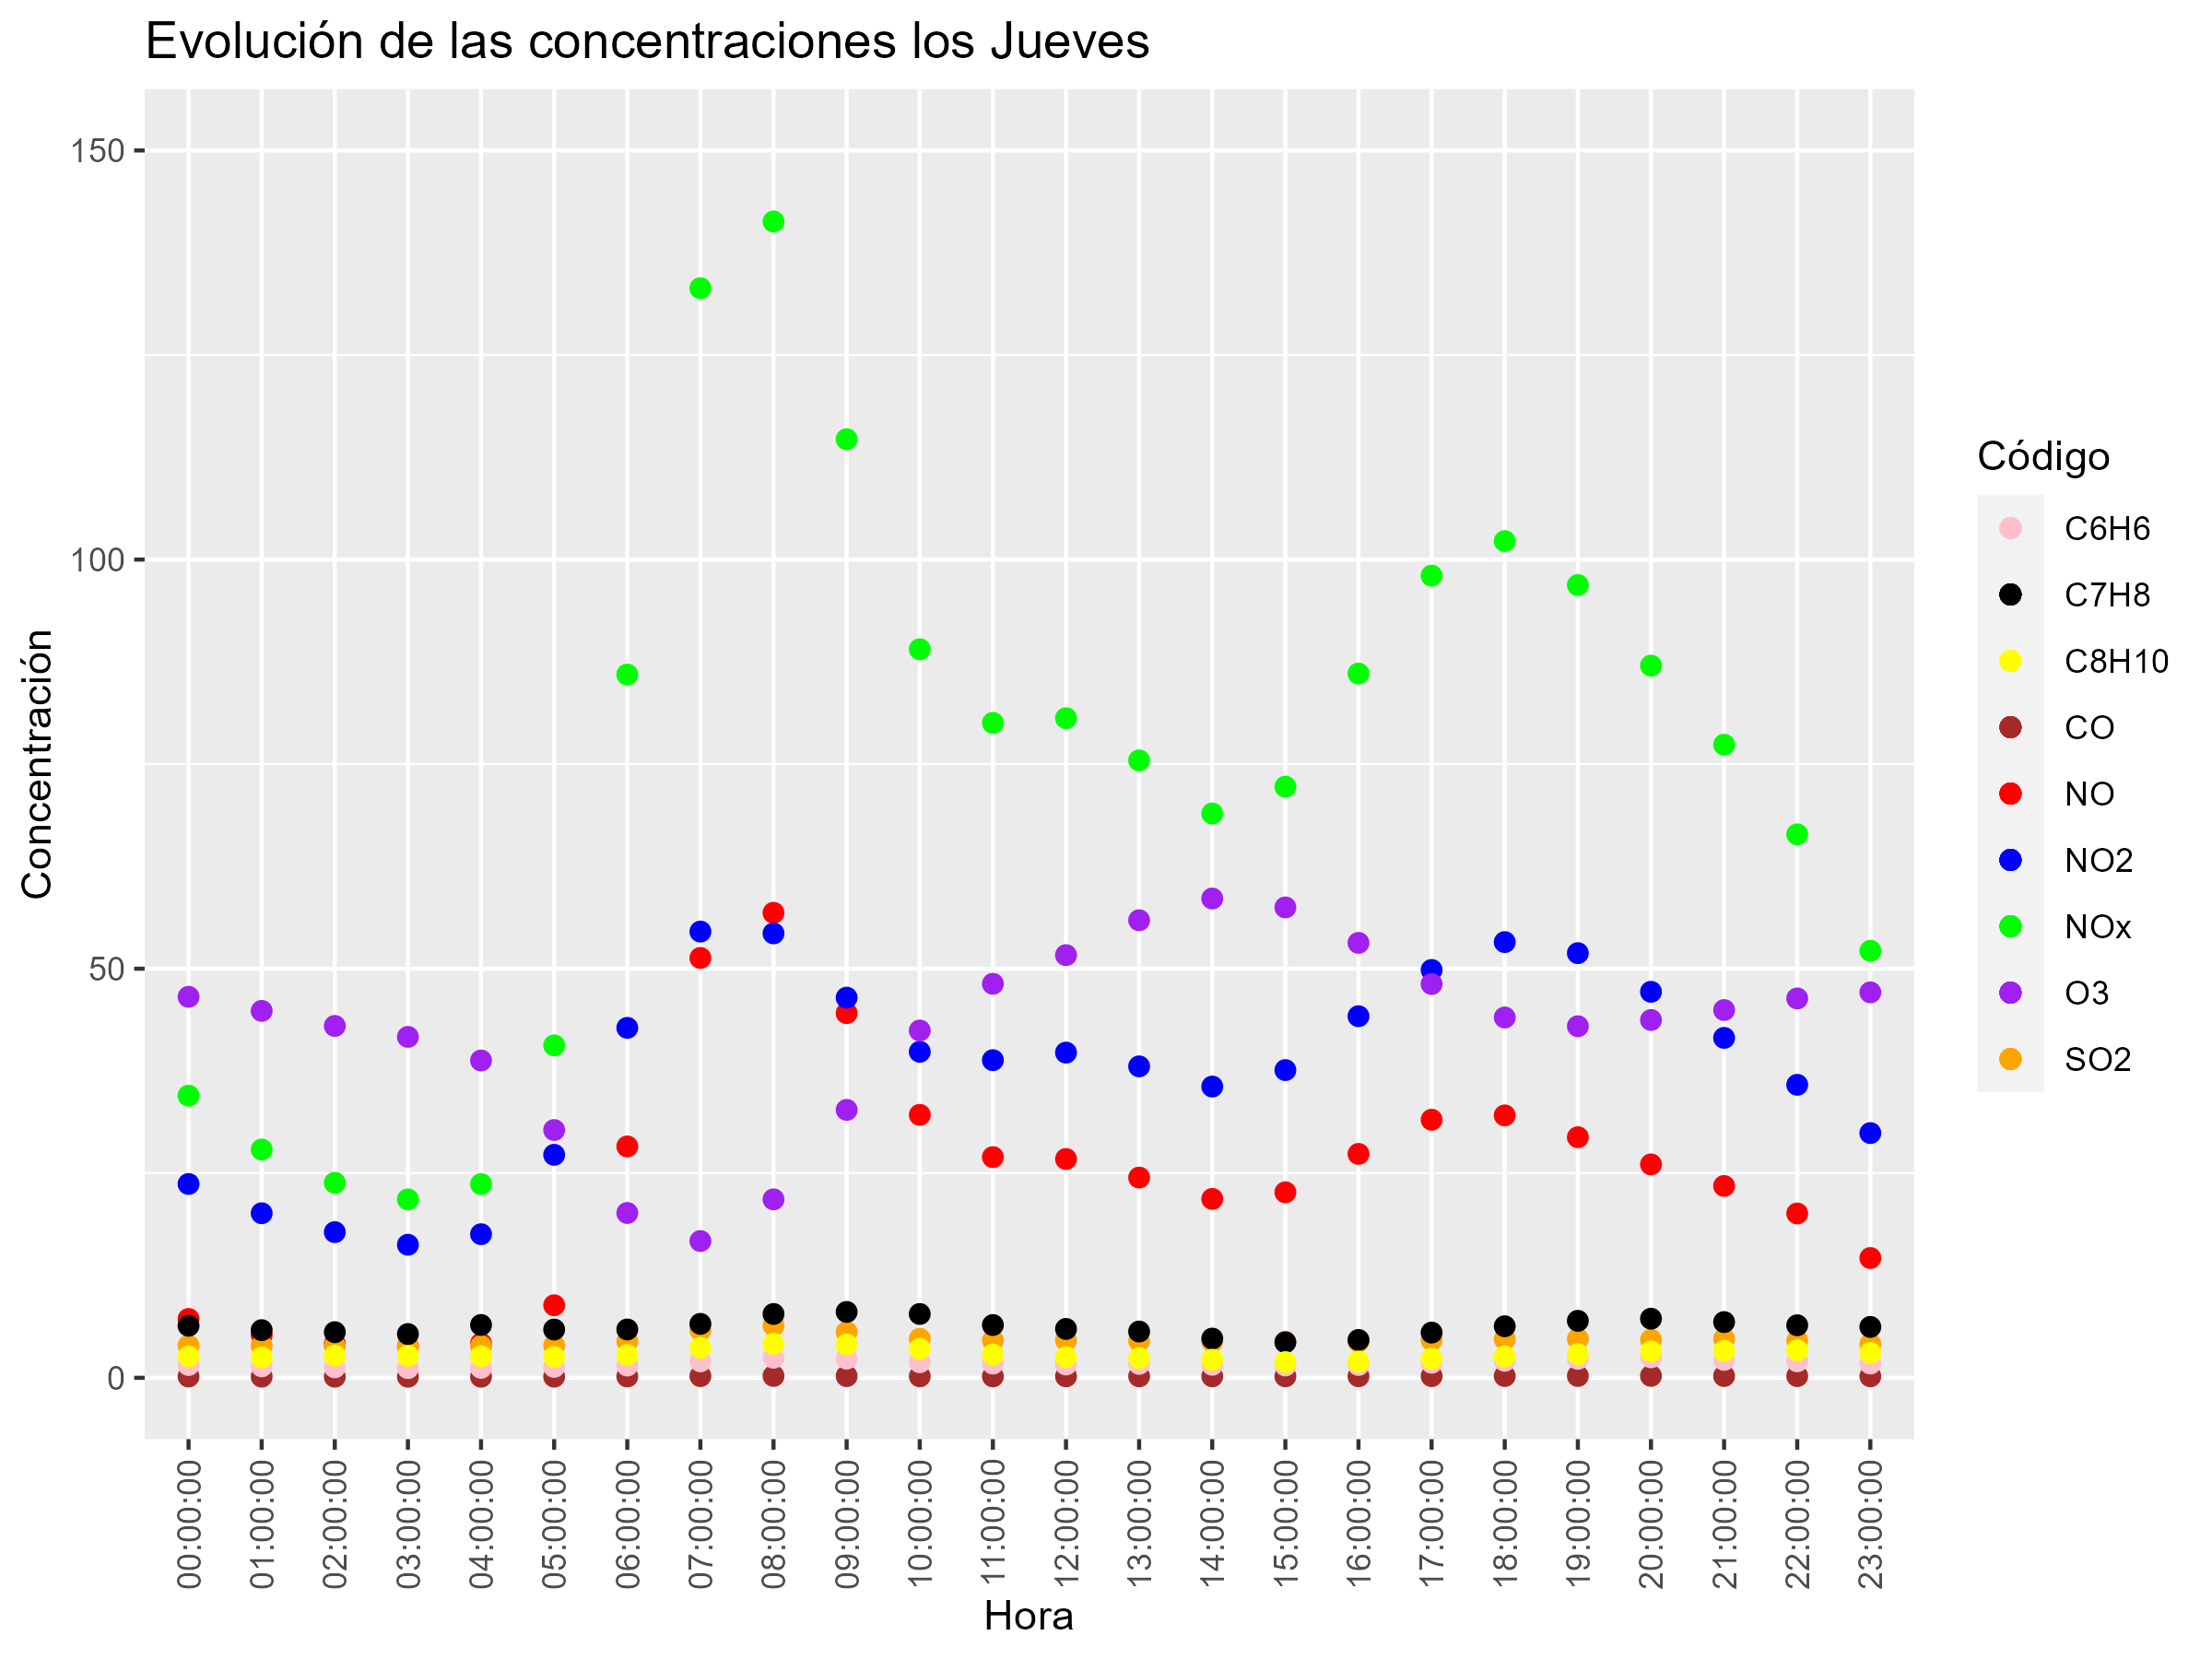 Evolución de las concentraciones los Jueves
Concentración
150
100
50
0
00:00:00
01:00:00
02:00:00
03:00:00
04:00:00
05:00:00
06:00:00
07:00:00
08:00:00
09:00:00
10:00:00
11:00:00
12:00:00
13:00:00
14:00:00
15:00:00
16:00:00
17:00:00
18:00:00
19:00:00
20:00:00
21:00:00
22:00:00
23:00:00
Hora
Código
C6H6
C7H8
C8H10
CO
NO
NO2
NOx
O3
SO2